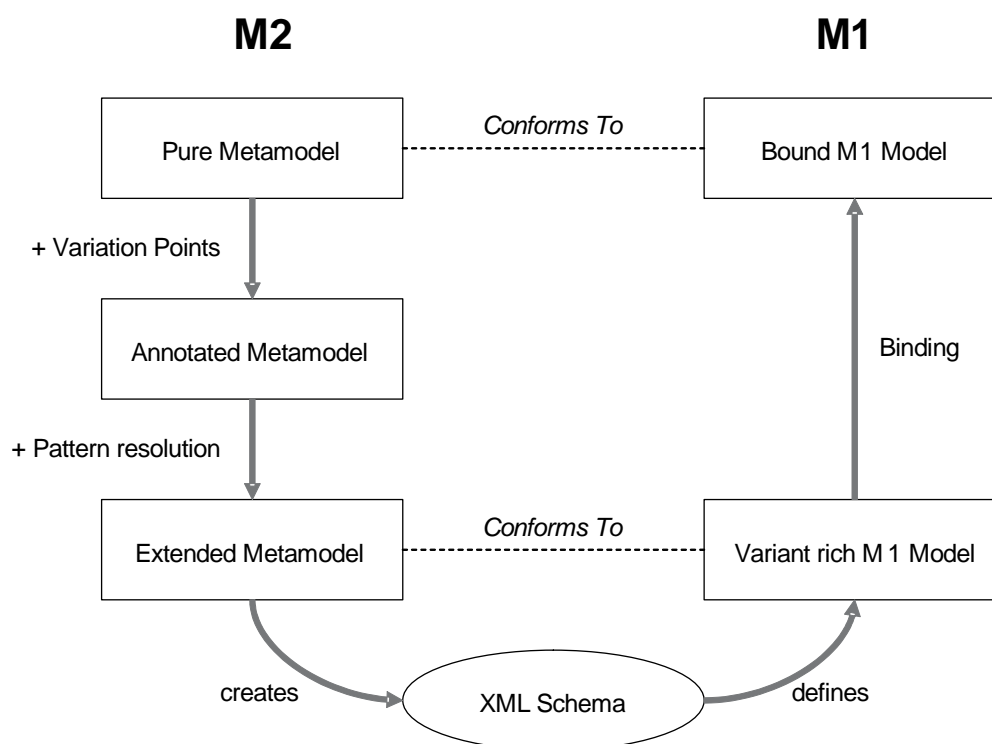 M2
M1
Pure Metamodel
Conforms To
Bound M1 Model
+ Variation Points
Annotated Metamodel
Binding
+ Pattern resolution
Extended Metamodel
Conforms To
Variant rich M1 Model
creates
XML Schema
defines